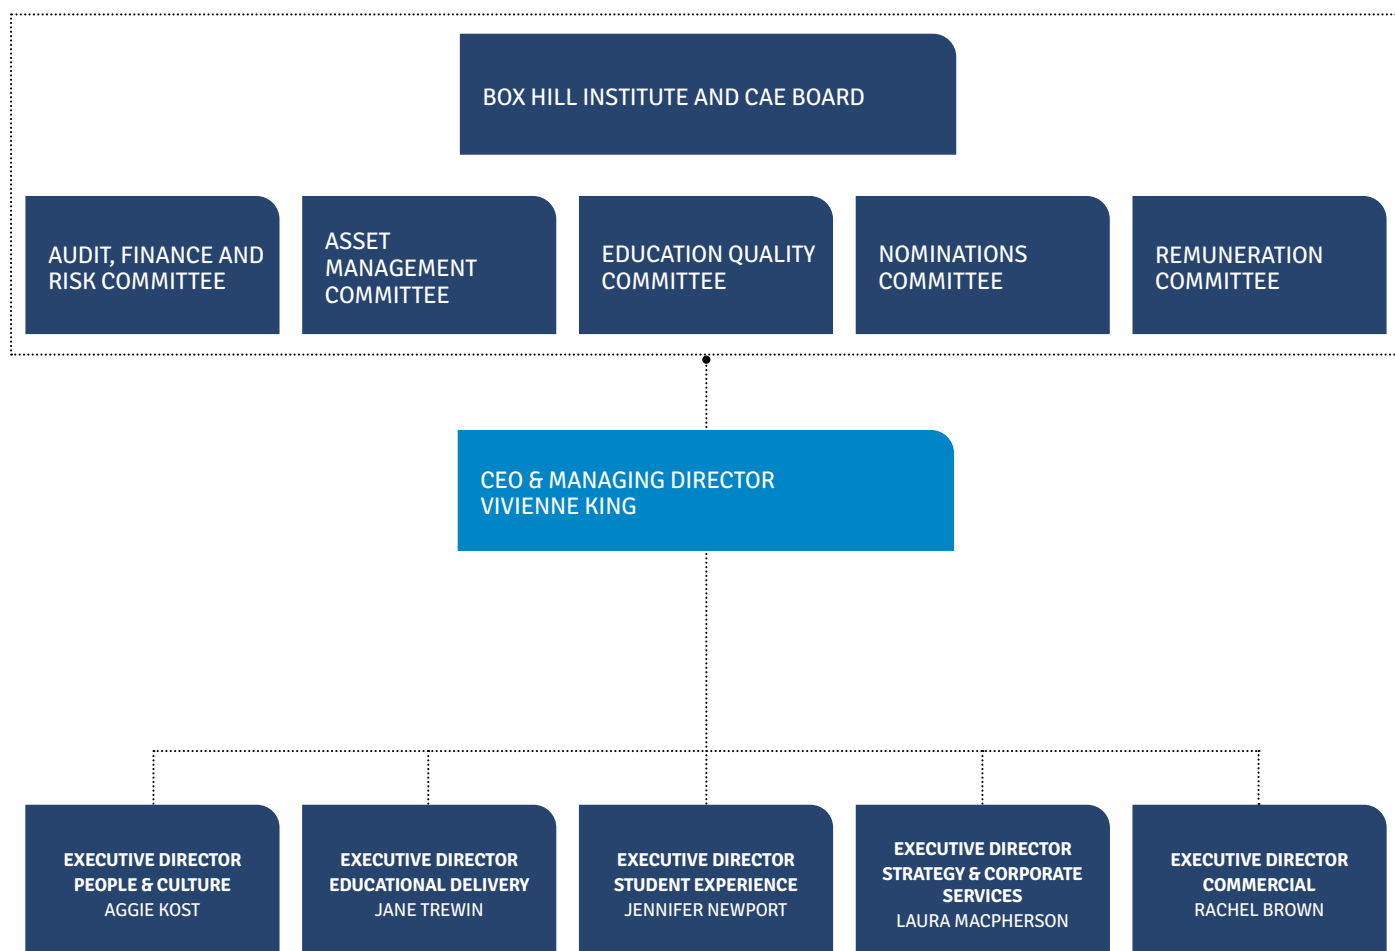 BOX HILL INSTITUTE AND CAE BOARD
AUDIT, FINANCE AND
RISK COMMITTEE
ASSET
MANAGEMENT
COMMITTEE
EDUCATION QUALITY
COMMITTEE
NOMINATIONS
COMMITTEE
REMUNERATION
COMMITTEE
CEO & MANAGING DIRECTOR
VIVIENNE KING
EXECUTIVE DIRECTOR
PEOPLE & CULTURE
AGGIE KOST
EXECUTIVE DIRECTOR
EDUCATIONAL DELIVERY
JANE TREWIN
EXECUTIVE DIRECTOR
STUDENT EXPERIENCE
JENNIFER NEWPORT
EXECUTIVE DIRECTOR
STRATEGY & CORPORATE
SERVICES
LAURA MACPHERSON
EXECUTIVE DIRECTOR
COMMERCIAL
RACHEL BROWN